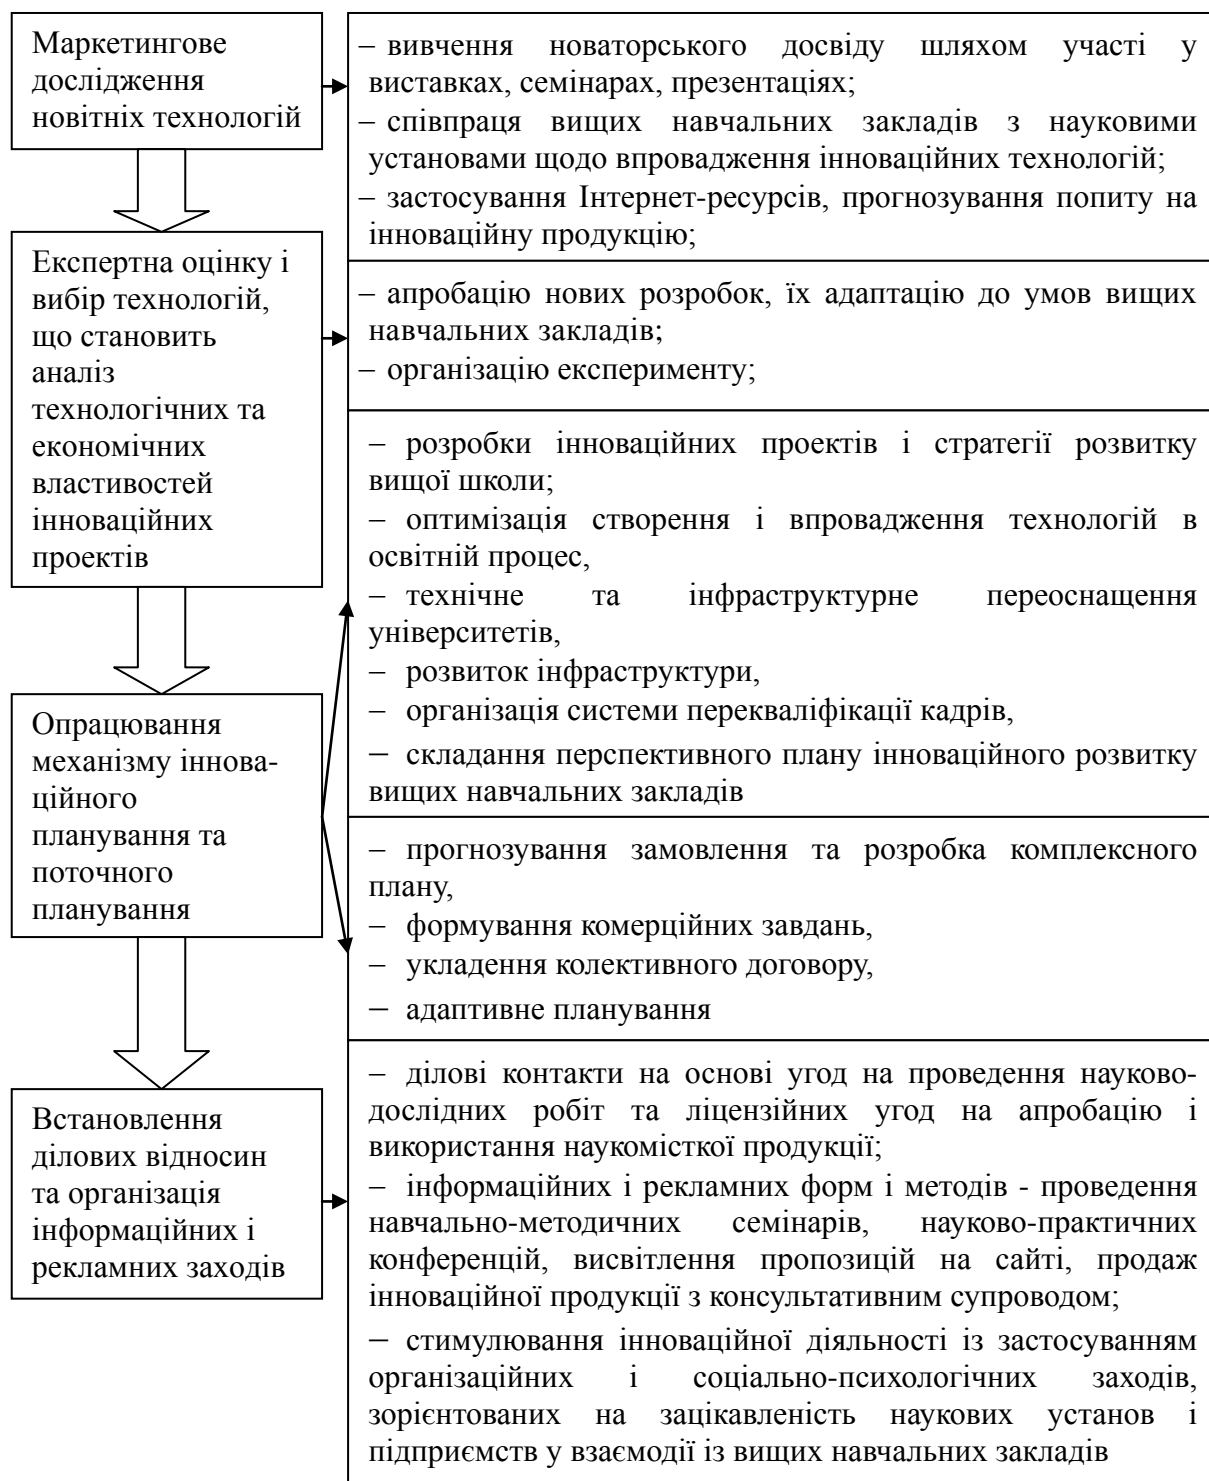 Маркетингове
дослідження
новітніх технологій
– вивчення новаторського досвіду шляхом участі у
виставках, семінарах, презентаціях;
– співпраця вищих навчальних закладів з науковими
установами щодо впровадження інноваційних технологій;
– застосування Інтернет-ресурсів, прогнозування попиту на
інноваційну продукцію;
Експертна оцінку і
вибір технологій,
що становить
аналіз
технологічних та
економічних
властивостей
інноваційних
проектів
– апробацію нових розробок, їх адаптацію до умов вищих
навчальних закладів;
– організацію експерименту;
Опрацювання
механізму іннова-
ційного
планування та
поточного
планування
– розробки інноваційних проектів і стратегії розвитку
вищої школи;
– оптимізація створення і впровадження технологій в
освітній процес,
– технічне та інфраструктурне переоснащення
університетів,
– розвиток інфраструктури,
– організація системи перекваліфікації кадрів,
– складання перспективного плану інноваційного розвитку
вищих навчальних закладів
– прогнозування замовлення та розробка комплексного
плану,
– формування комерційних завдань,
– укладення колективного договору,
– адаптивне планування
Встановлення
ділових відносин
та організація
інформаційних і
рекламних заходів
– ділові контакти на основі угод на проведення науково-
дослідних робіт та ліцензійних угод на апробацію і
використання наукомісткої продукції;
– інформаційних і рекламних форм і методів - проведення
навчально-методичних семінарів, науково-практичних
конференцій, висвітлення пропозицій на сайті, продаж
інноваційної продукції з консультативним супроводом;
– стимулювання інноваційної діяльності із застосуванням
організаційних і соціально-психологічних заходів,
зорієнтованих на зацікавленість наукових установ і
підприємств у взаємодії із вищих навчальних закладів